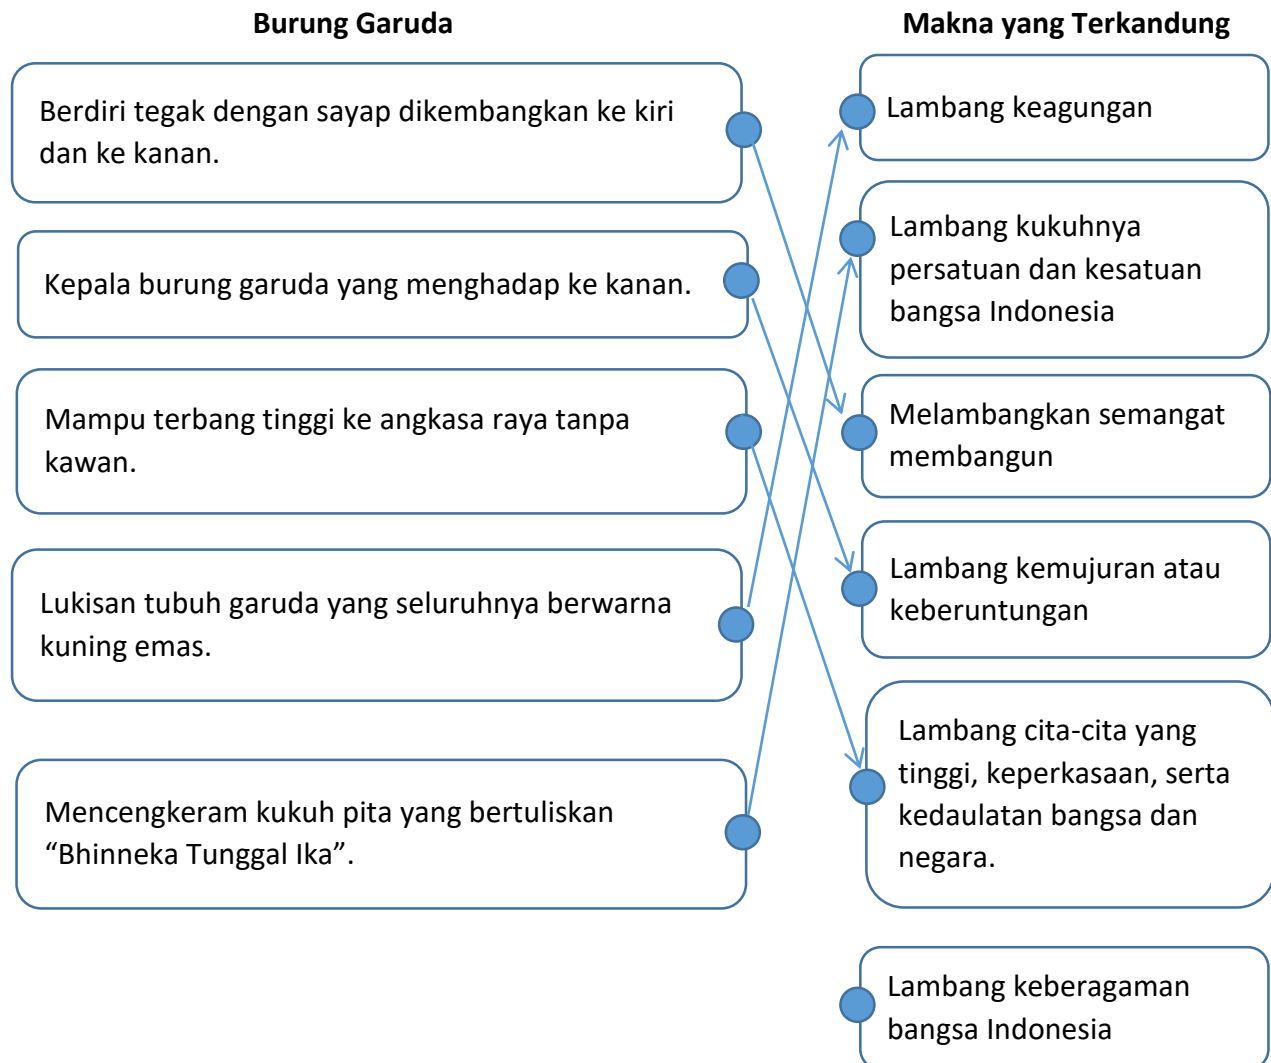 Burung Garuda
Makna yang Terkandung
Berdiri tegak dengan sayap dikembangkan ke kiri
dan ke kanan.
Kepala burung garuda yang menghadap ke kanan.
Mampu terbang tinggi ke angkasa raya tanpa
kawan.
Lukisan tubuh garuda yang seluruhnya berwarna
kuning emas.
Mencengkeram kukuh pita yang bertuliskan
“Bhinneka Tunggal Ika”.
Lambang keagungan
Lambang kukuhnya
persatuan dan kesatuan
bangsa Indonesia
Melambangkan semangat
membangun
Lambang kemujuran atau
keberuntungan
Lambang cita-cita yang
tinggi, keperkasaan, serta
kedaulatan bangsa dan
negara.
Lambang keberagaman
bangsa Indonesia